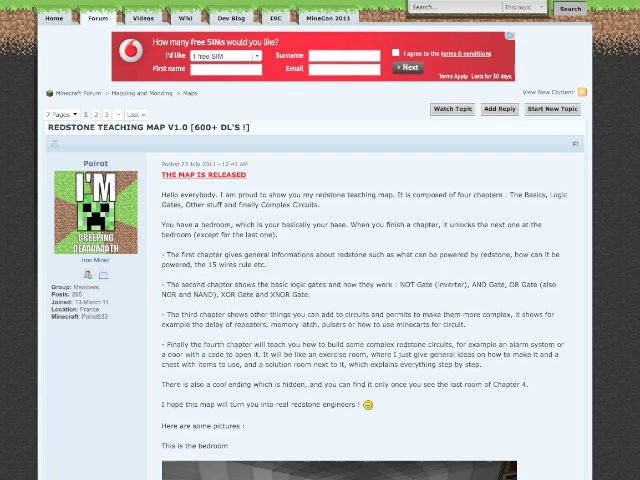 Search...
This topic
Search
Home
Forum
Videos
Wiki
Dev Blog
IRC
MineCon 2011
How many free SIMs would you like?
I'd like
1 free SIM
Surname
I agree to the terms & conditions
First name
Email
> Next
Terms Apply. Lasts for 30 days.
Minecraft Forum > Mapping and Modding > Maps
View New Content
Watch Topic
Add Reply
Start New Topic
7 Pages
1
2
3
→
Last »
REDSTONE TEACHING MAP V1.0 [600+ DL'S !]
#1
Poirot
I'M
CREEPING
DEAAAAATH
Iron Miner
Group: Members
Posts: 295
Joined: 13-March 11
Location: France
Minecraft: Poirot633
Posted 23 July 2011 - 12:41 AM
THE MAP IS RELEASED
Hello everybody. I am proud to show you my redstone teaching map. It is composed of four chapters : The Basics, Logic
Gates, Other stuff and finally Complex Circuits.
You have a bedroom, which is your basically your base. When you finish a chapter, it unlocks the next one at the
bedroom (except for the last one).
- The first chapter gives general informations about redstone such as what can be powered by redstone, how can it be
powered, the 15 wires rule etc.
- The second chapter shows the basic logic gates and how they work : NOT Gate (inverter), AND Gate, OR Gate (also
NOR and NAND), XOR Gate and XNOR Gate.
- The third chapter shows other things you can add to circuits and permits to make them more complex, it shows for
example the delay of repeaters, memory latch, pulsers or how to use minecarts for circuit.
- Finally the fourth chapter will teach you how to build some complex redstone circuits, for example an alarm system or
a door with a code to open it. It will be like an exercise room, where I just give general ideas on how to make it and a
chest with items to use, and a solution room next to it, which explains everything step by step.
There is also a cool ending which is hidden, and you can find it only once you see the last room of Chapter 4.
I hope this map will turn you into real redstone engineers !
Here are some pictures :
This is the bedroom